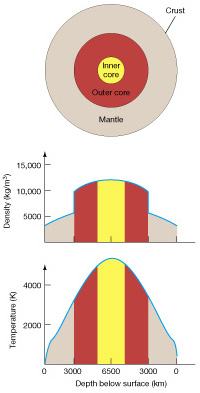 Crust
Inner
core
Outer core
Mantle
15,000
10,000
5000
Density (kg/m³)
4000
2000
Temperature (K)
0 3000 6500 3000 0
Depth below surface (km)